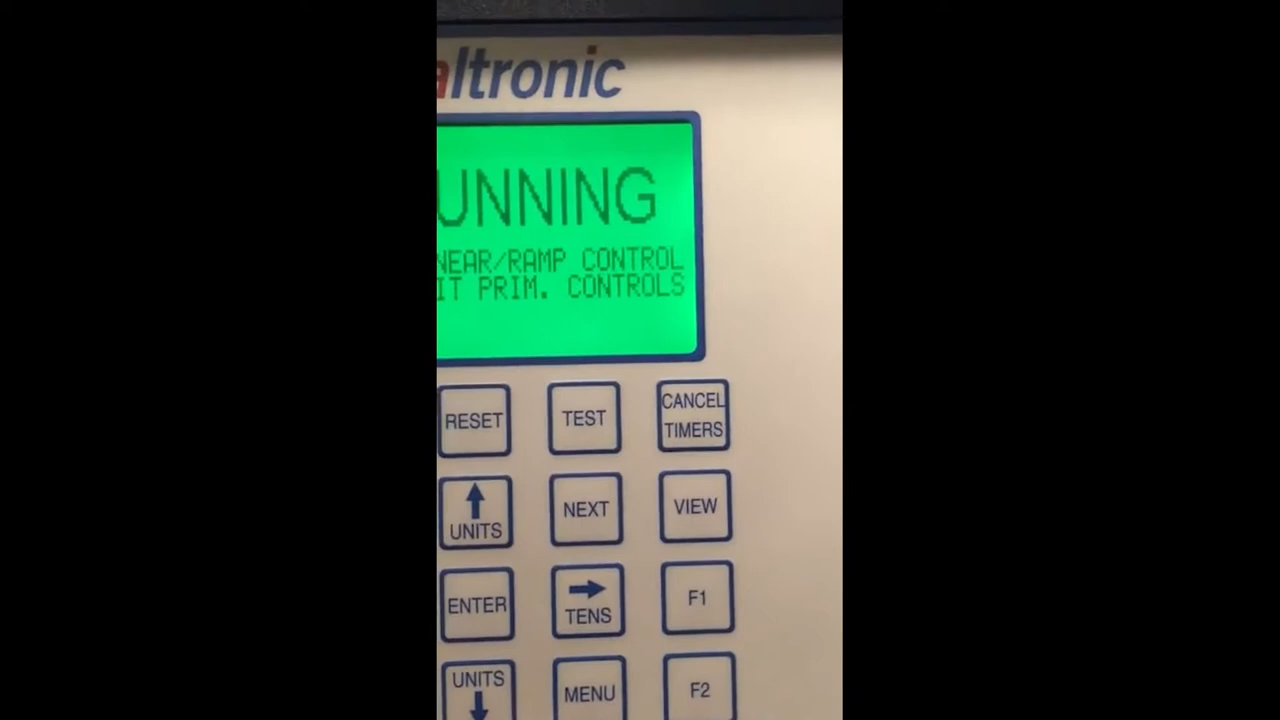 altronic
UNNING
NEAR/RAMP CONTROL
IT PRIM. CONTROLS
RESET
TEST
CANCEL
TIMERS
UNITS
NEXT
VIEW
ENTER
TENS
F1
UNITS
MENU
F2